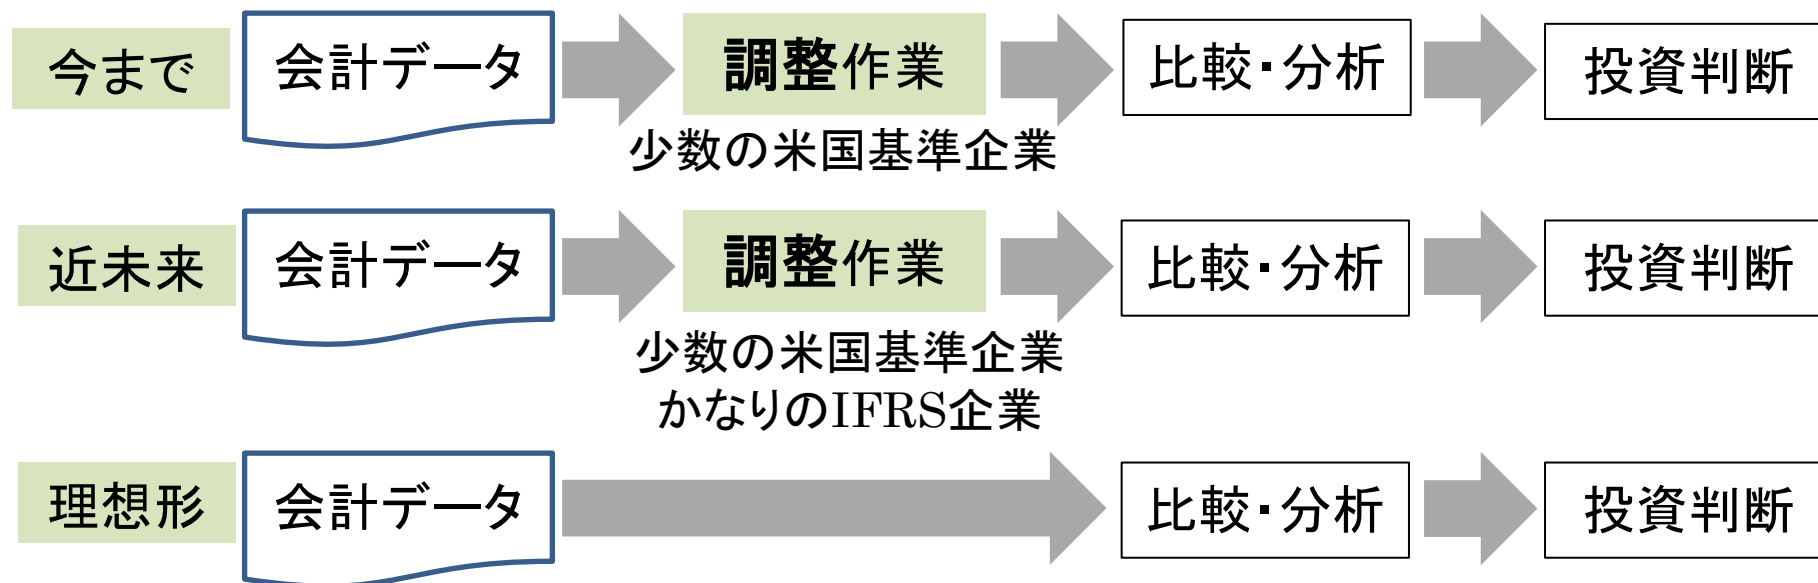 今まで
会計データ
調整作業
少数の米国基準企業
比較・分析
投資判断
近未来
会計データ
調整作業
少数の米国基準企業
かなりのIFRS企業
比較・分析
投資判断
理想形
会計データ
比較・分析
投資判断